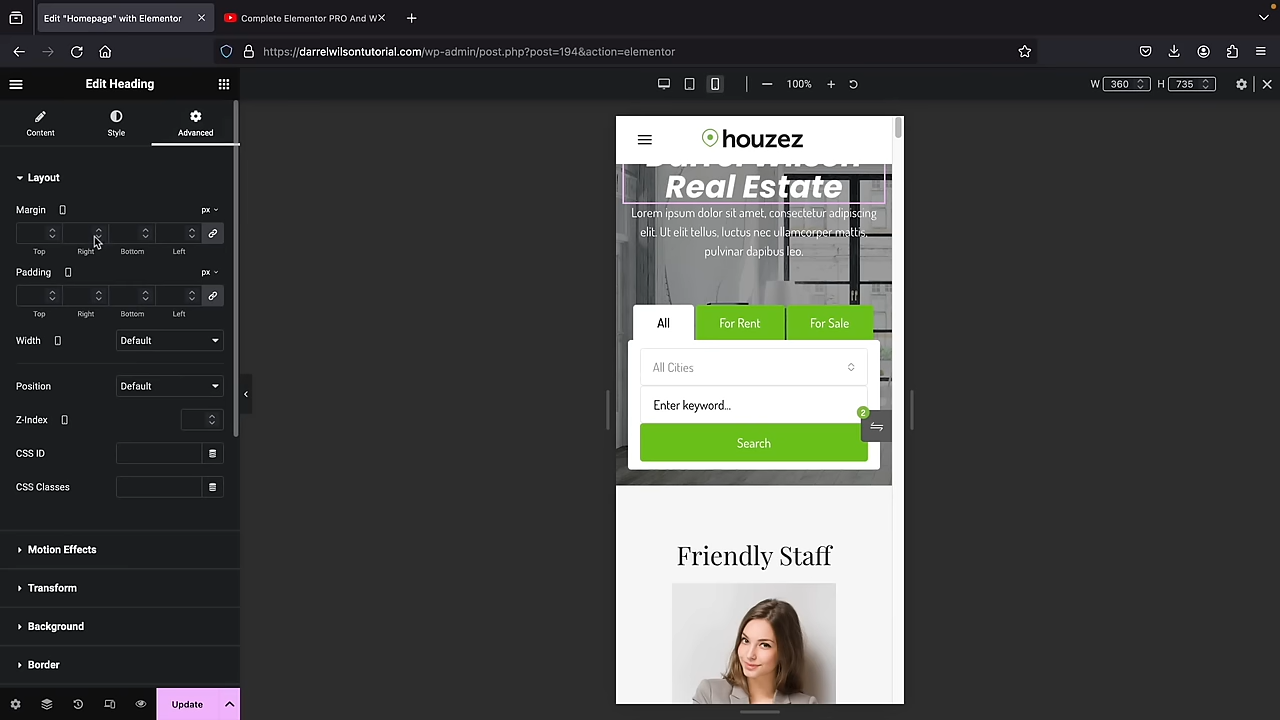 Edit "Homepage" with Elementor
Complete Elementor PRO And W
https://darrelwilsontutorial.com/wp-admin/post.php?post=194&action=elementor
Edit Heading
100%
W 360 H 735
Content Style Advanced
Layout
Margin px
Top Right Bottom Left
Padding px
Top Right Bottom Left
Width Default
Position Default
Z-Index
CSS ID
CSS Classes
Motion Effects
Transform
Background
Border
Update
houzez
Darrel Wilson
Real Estate
Lorem ipsum dolor sit amet, consectetur adipiscing
elit. Ut elit tellus, luctus nec ullamcorper mattis,
pulvinar dapibus leo.
All For Rent For Sale
All Cities
Enter keyword...
2
Search
Friendly Staff